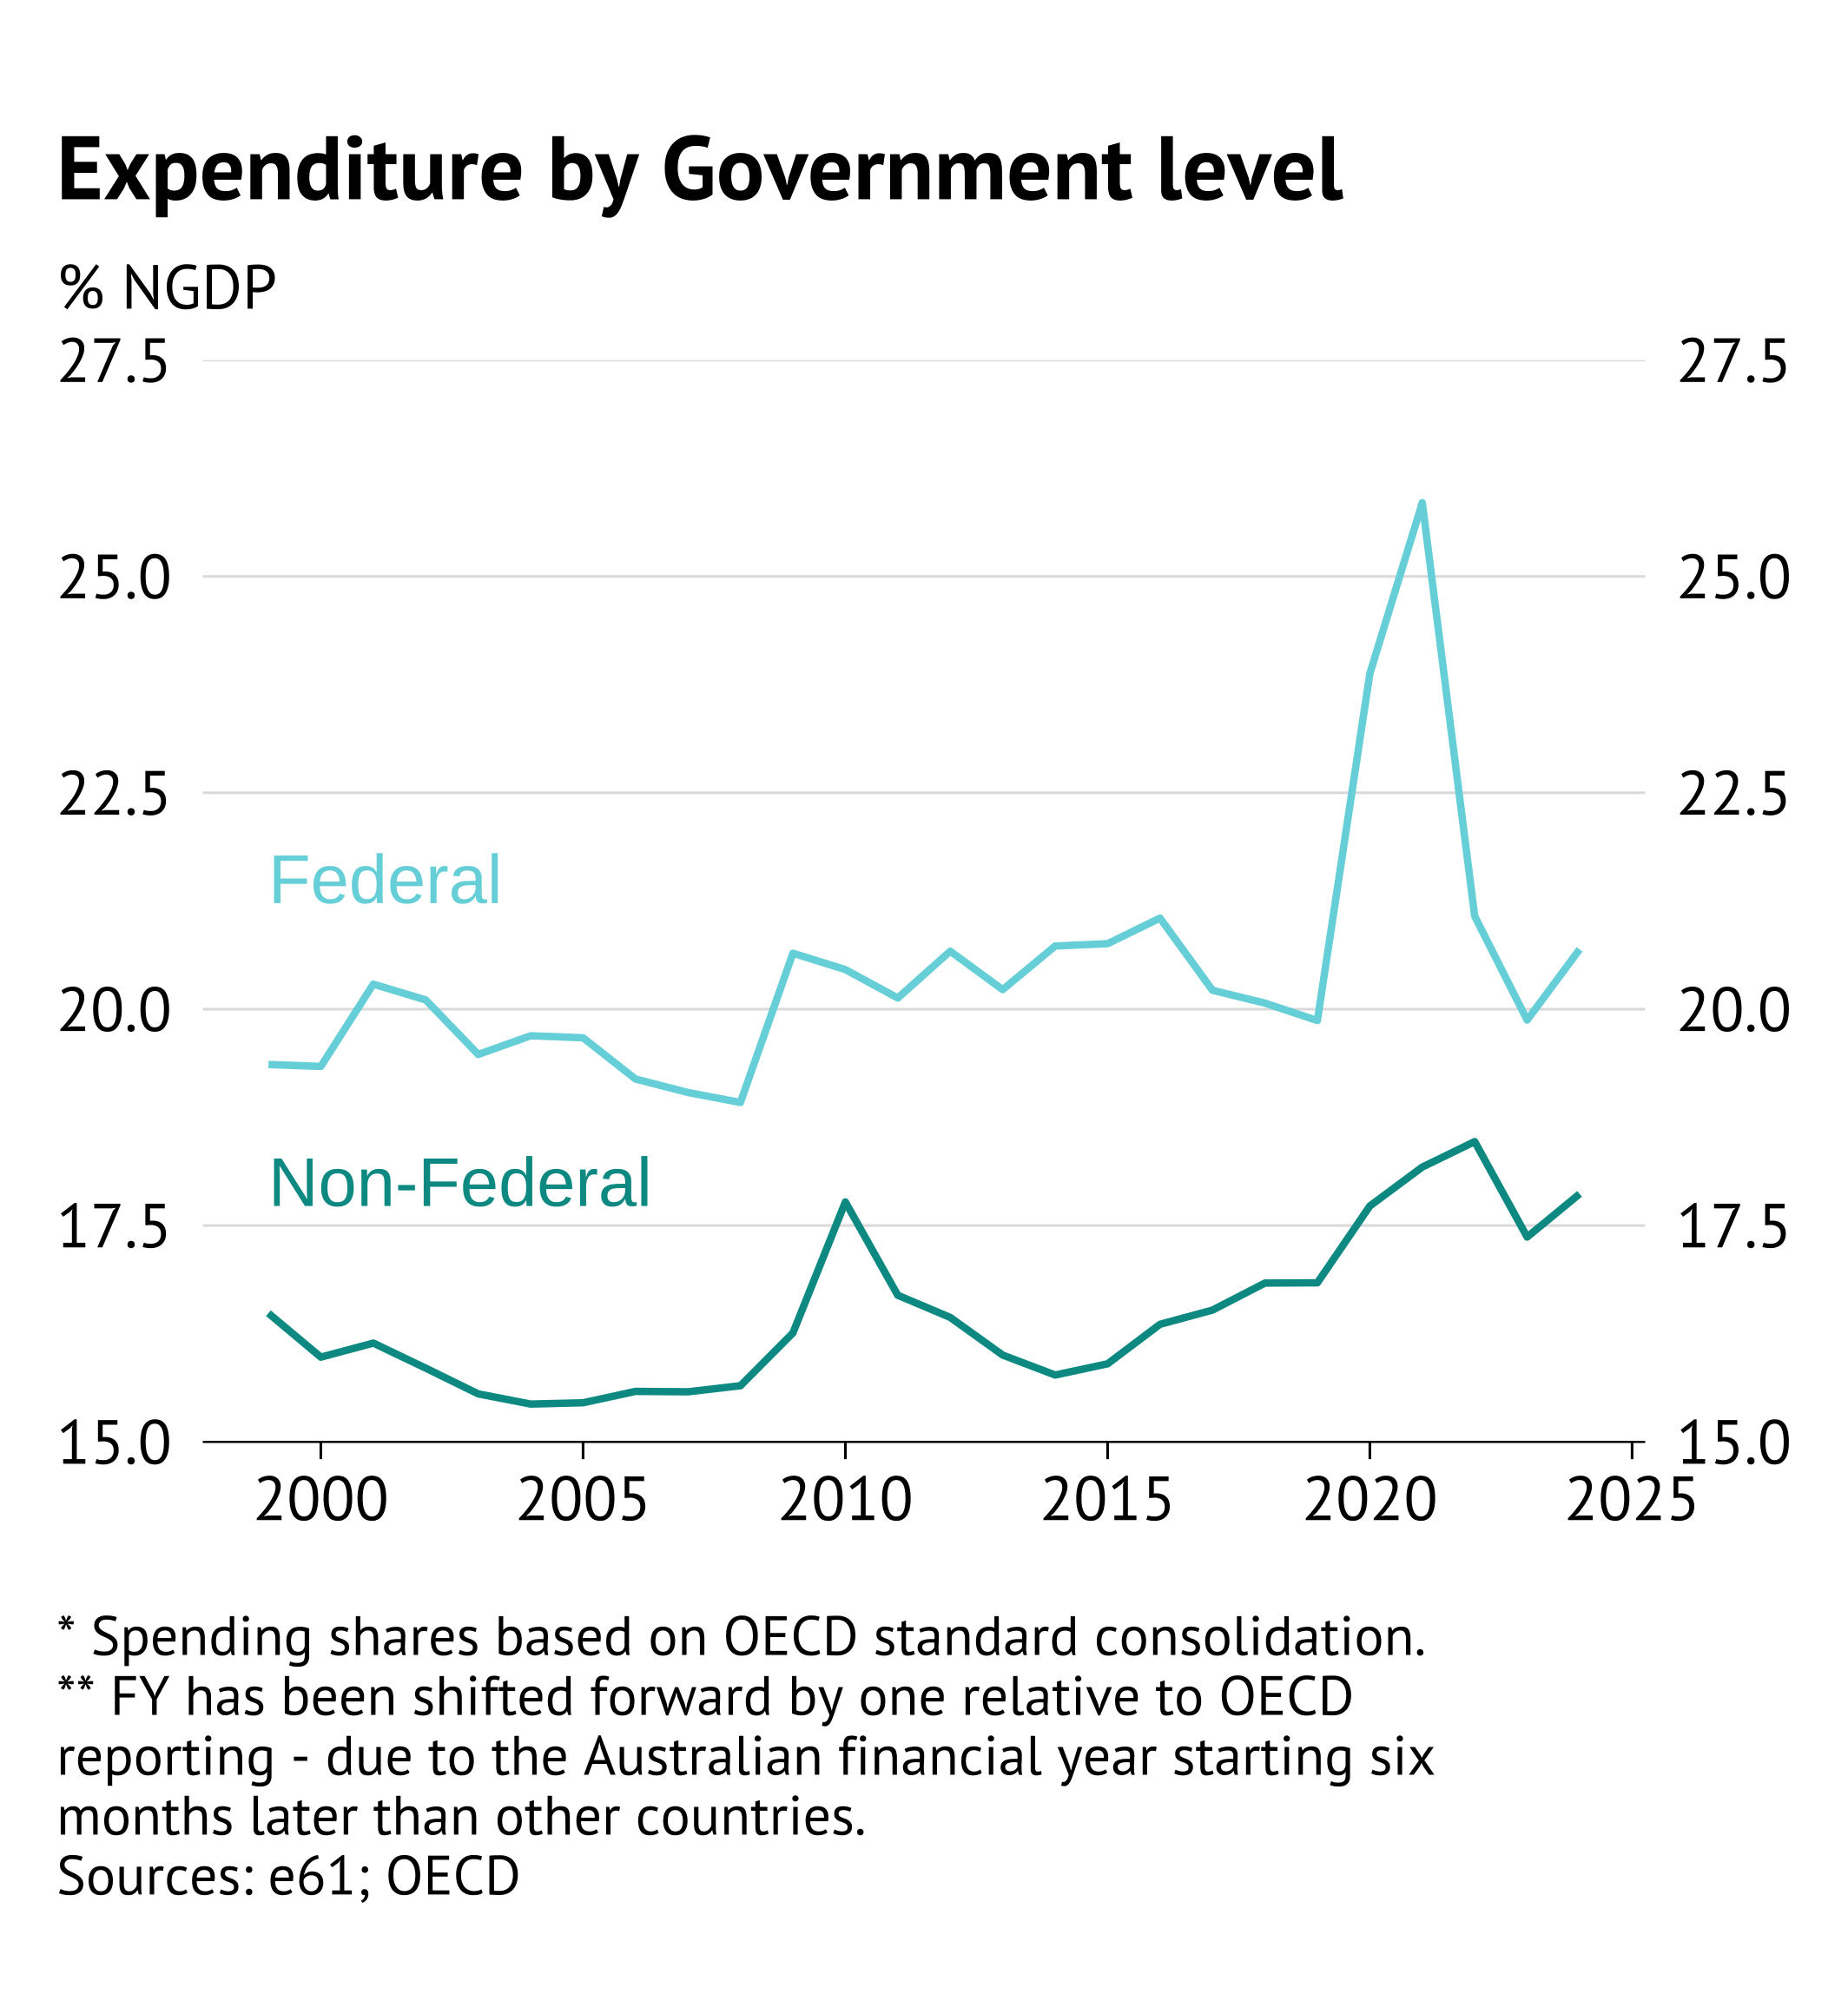 Expenditure by Government level
% NGDP
27.5 27.5
25.0 25.0
22.5 22.5
Federal
20.0 20.0
Non-Federal
17.5 17.5
15.0 15.0
2000 2005 2010 2015 2020 2025
* Spending shares based on OECD standard consolidation.
** FY has been shifted forward by one relative to OECD
reporting - due to the Australian financial year starting six
months later than other countries.
Sources: e61; OECD